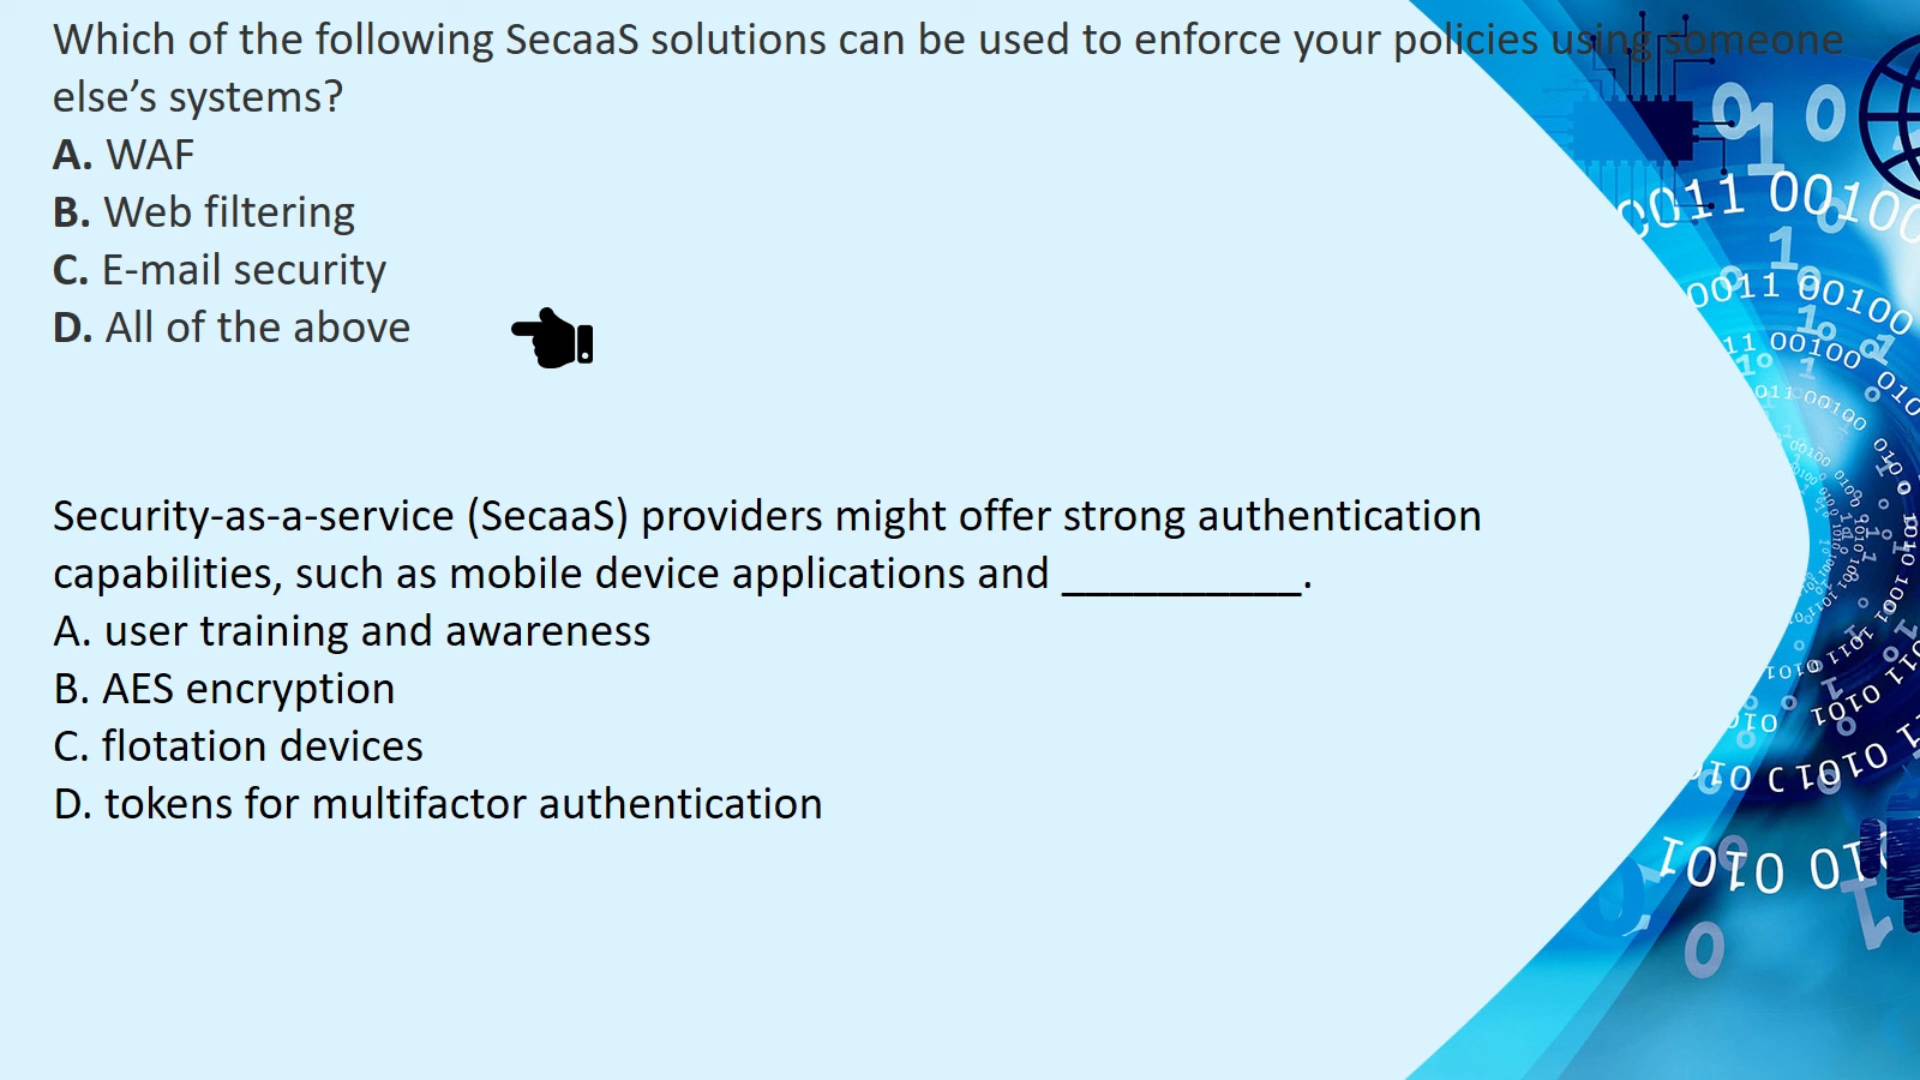 Which of the following SecaaS solutions can be used to enforce your policies using someone
else’s systems?
A. WAF
B. Web filtering
C. E-mail security
D. All of the above
Security-as-a-service (SecaaS) providers might offer strong authentication
capabilities, such as mobile device applications and __________.
A. user training and awareness
B. AES encryption
C. flotation devices
D. tokens for multifactor authentication